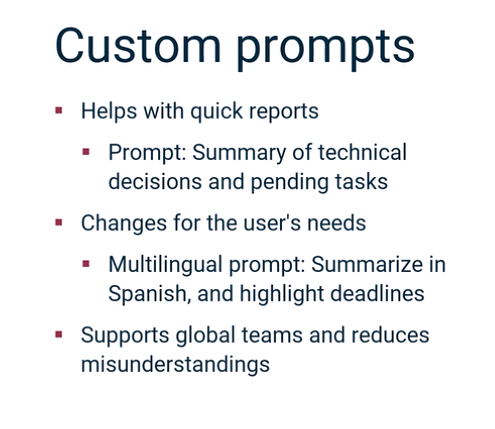 Custom prompts
Helps with quick reports
Prompt: Summary of technical
decisions and pending tasks
Changes for the user's needs
Multilingual prompt: Summarize in
Spanish, and highlight deadlines
Supports global teams and reduces
misunderstandings